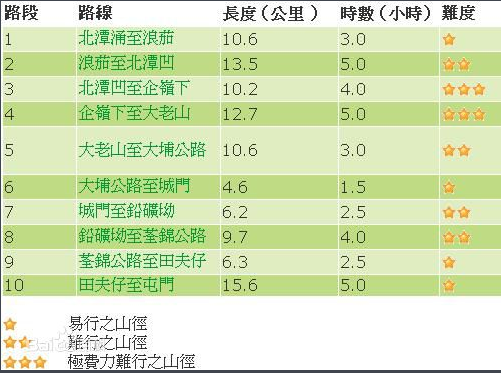 路段 路線 長度（公里） 時數（小時） 難度
1 北潭涌至浪茄 10.6 3.0 ★
2 浪茄至北潭凹 13.5 5.0 ★★
3 北潭凹至企嶺下 10.2 4.0 ★★★
4 企嶺下至大老山 12.7 5.0 ★★★
5 大老山至大埔公路 10.6 3.0 ★★
6 大埔公路至城門 4.6 1.5 ★
7 城門至鉛礦坳 6.2 2.5 ★★
8 鉛礦坳至荃錦公路 9.7 4.0 ★★
9 荃錦公路至田夫仔 6.3 2.5 ★
10 田夫仔至屯門 15.6 5.0 ★
★ 易行之山徑
★★ 難行之山徑
★★★ 極費力難行之山徑